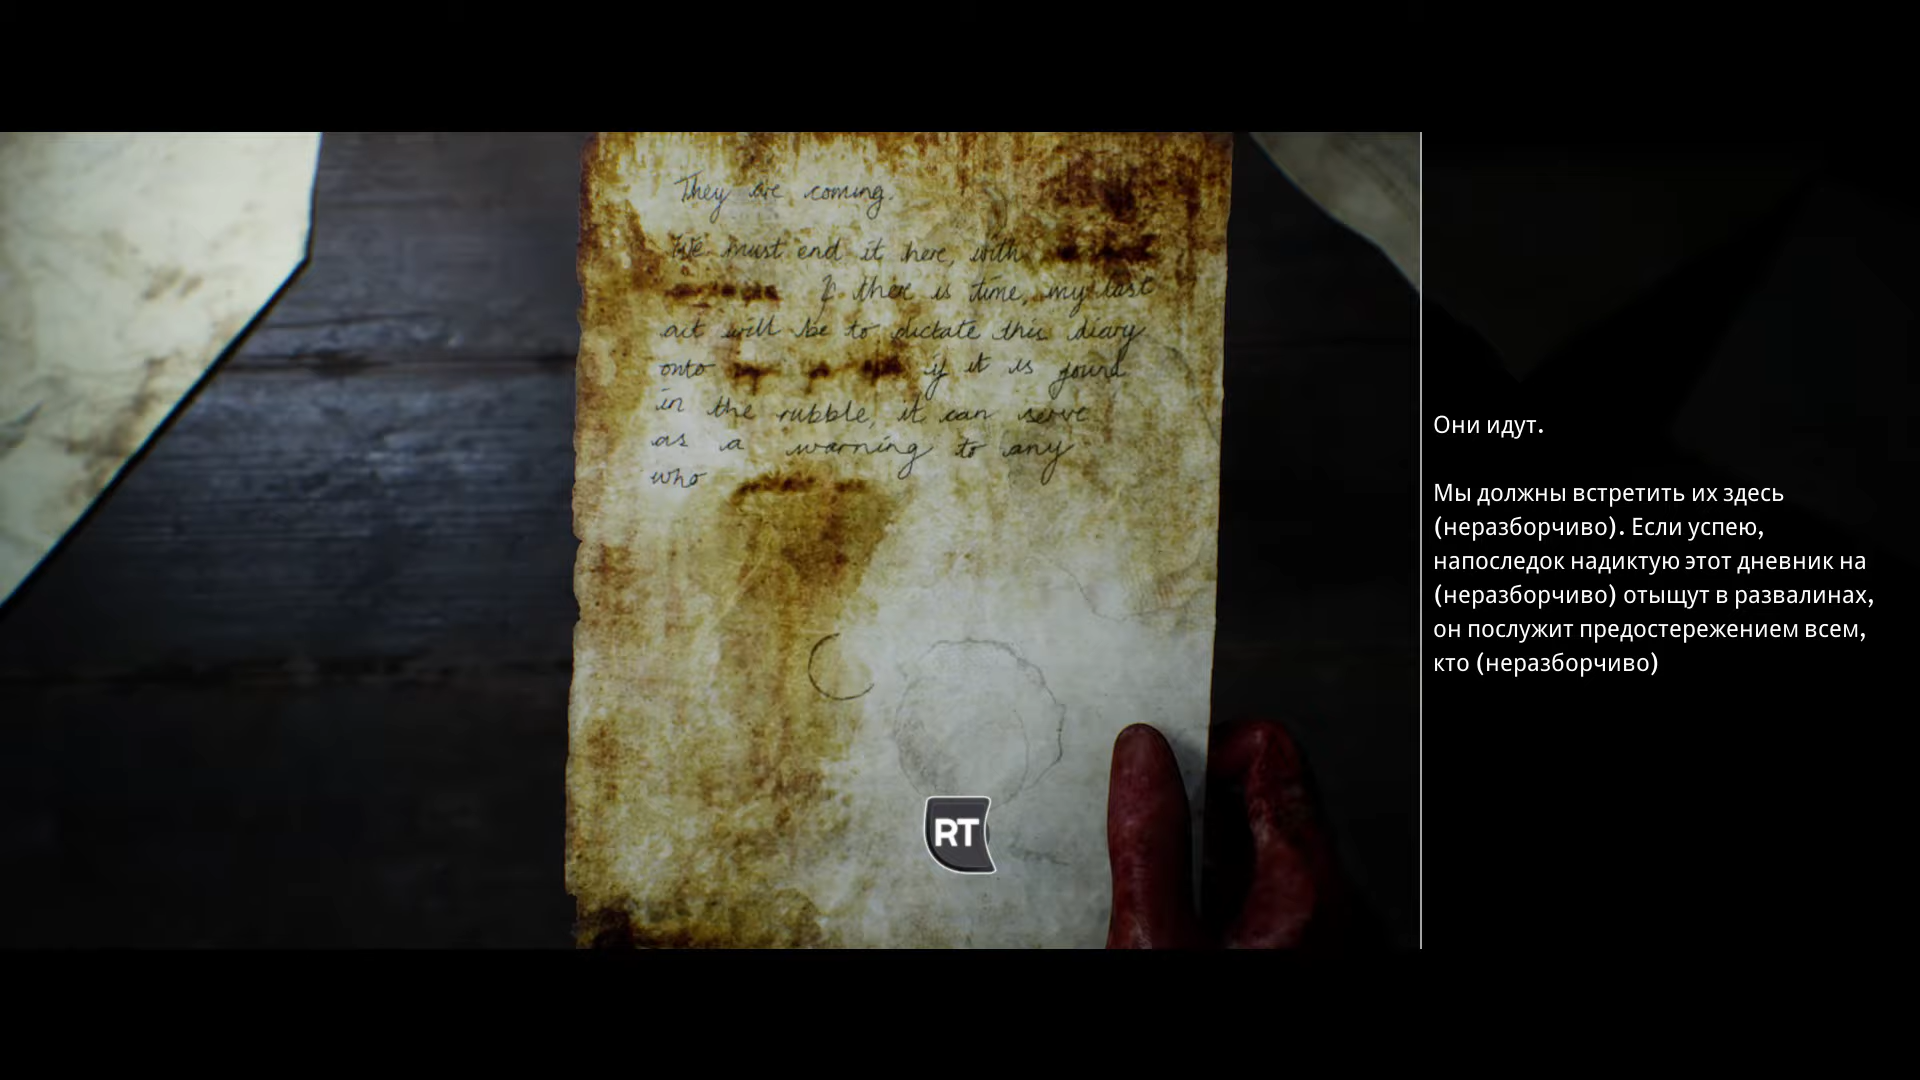 They are coming.
We must end it here, with
If there is time, my last
act will be to dictate this diary
onto if it is found
in the rubble, it can serve
as a warning to any
who
RT
Они идут.
Мы должны встретить их здесь
(неразборчиво). Если успею,
напоследок надиктую этот дневник на
(неразборчиво) отыщут в развалинах,
он послужит предостережением всем,
кто (неразборчиво)